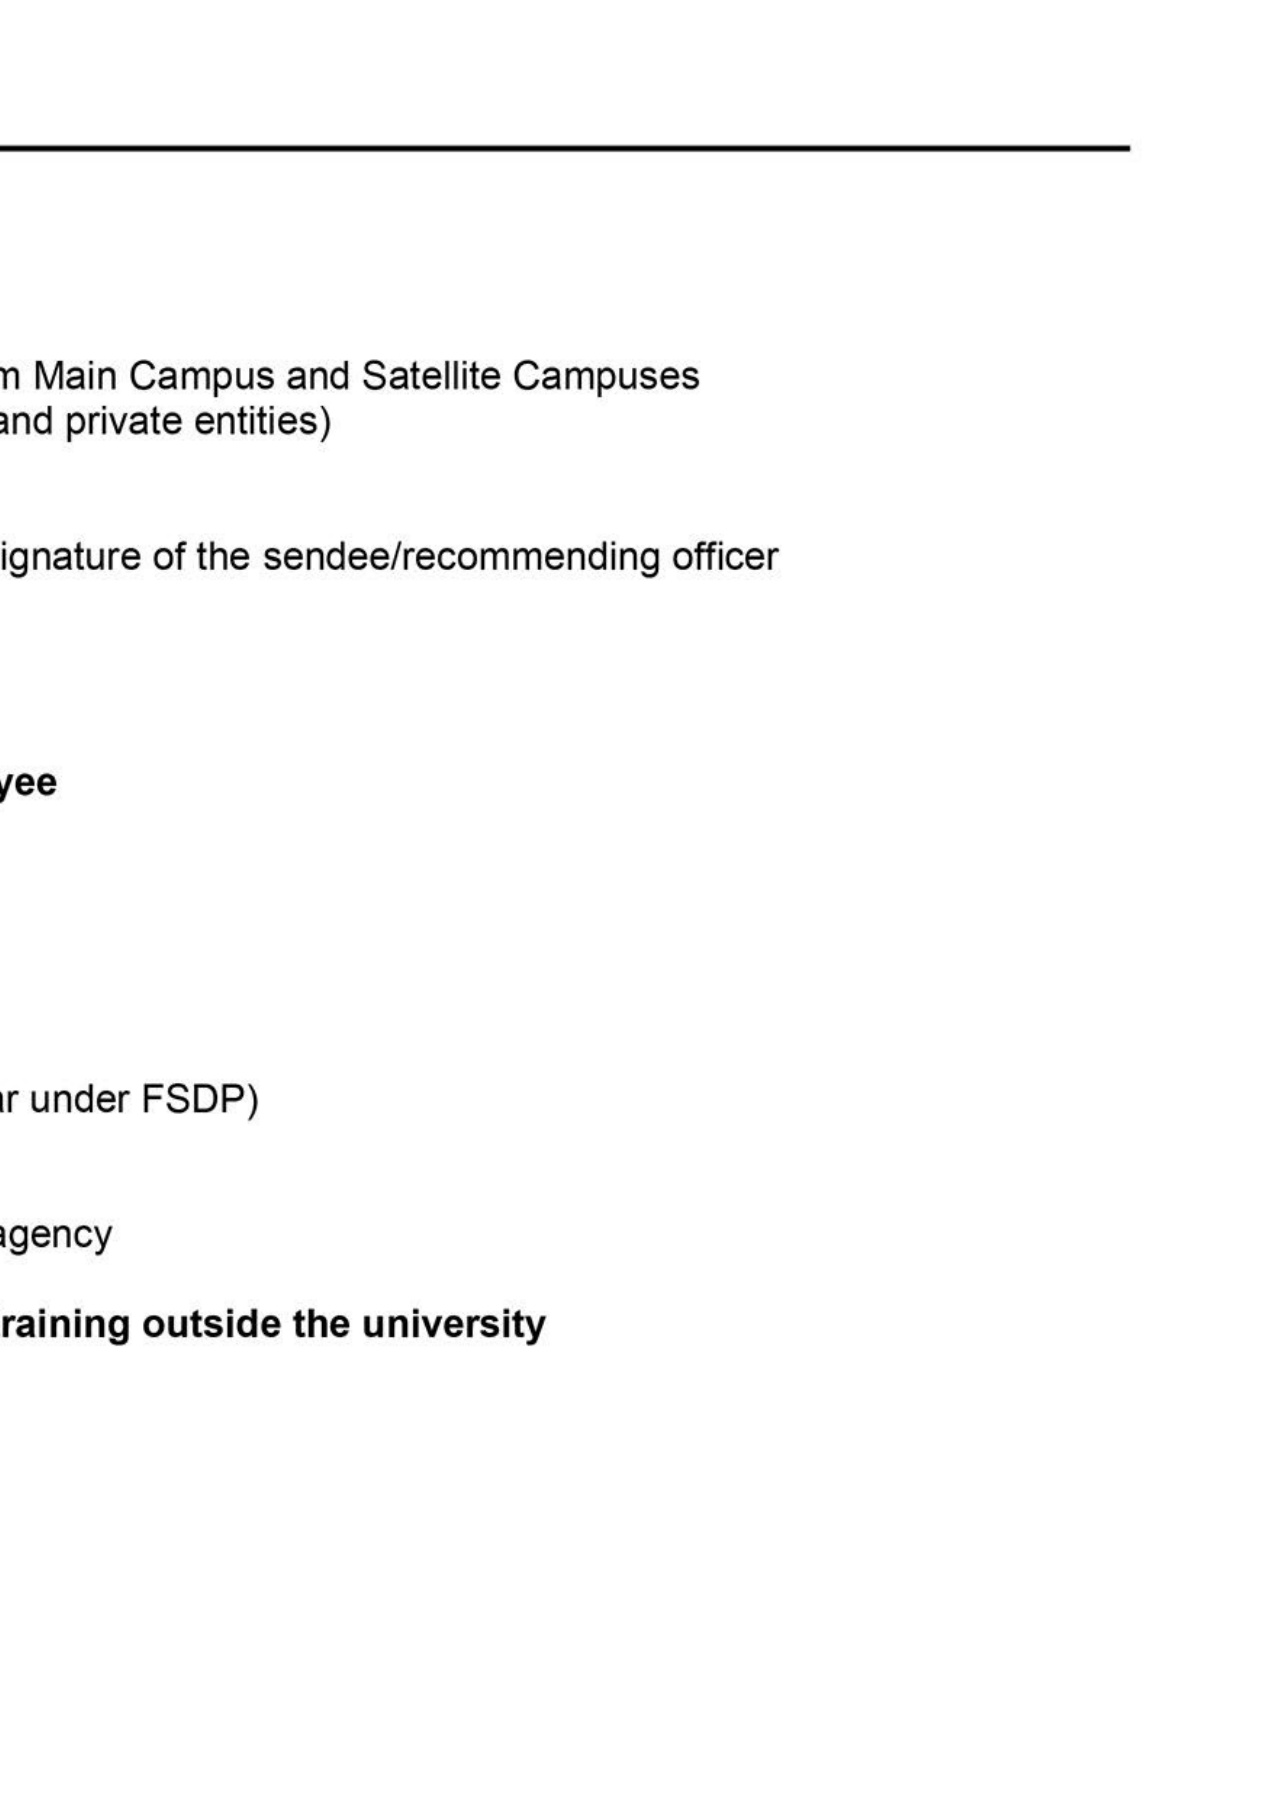 m Main Campus and Satellite Campuses
and private entities)
ignature of the sendee/recommending officer
yee
ar under FSDP)
agency
raining outside the university